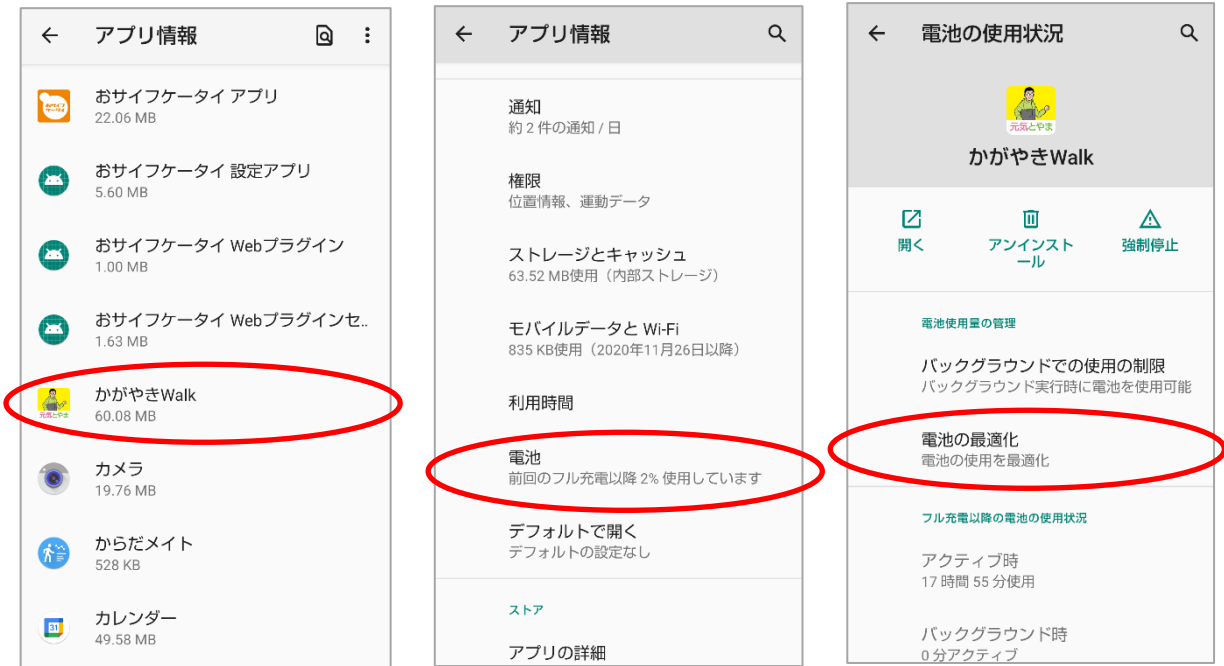 アプリ情報
おサイフケータイ アプリ
22.06 MB
おサイフケータイ 設定アプリ
5.60 MB
おサイフケータイ Webプラグイン
1.00 MB
おサイフケータイ Webプラグインセ..
1.63 MB
かがやきWalk
60.08 MB
元気とやま
カメラ
19.76 MB
からだメイト
528 KB
カレンダー
49.58 MB
31
アプリ情報
通知
約 2 件の通知 / 日
権限
位置情報、運動データ
ストレージとキャッシュ
63.52 MB使用（内部ストレージ）
モバイルデータと Wi-Fi
835 KB使用（2020年11月26日以降）
利用時間
電池
前回のフル充電以降 2% 使用しています
デフォルトで開く
デフォルトの設定なし
ストア
アプリの詳細
電池の使用状況
元気とやま
かがやきWalk
開く
アンインスト
ール
強制停止
電池使用量の管理
バックグラウンドでの使用の制限
バックグラウンド実行時に電池を使用可能
電池の最適化
電池の使用を最適化
フル充電以降の電池の使用状況
アクティブ時
17 時間 55 分使用
バックグラウンド時
0 分アクティブ